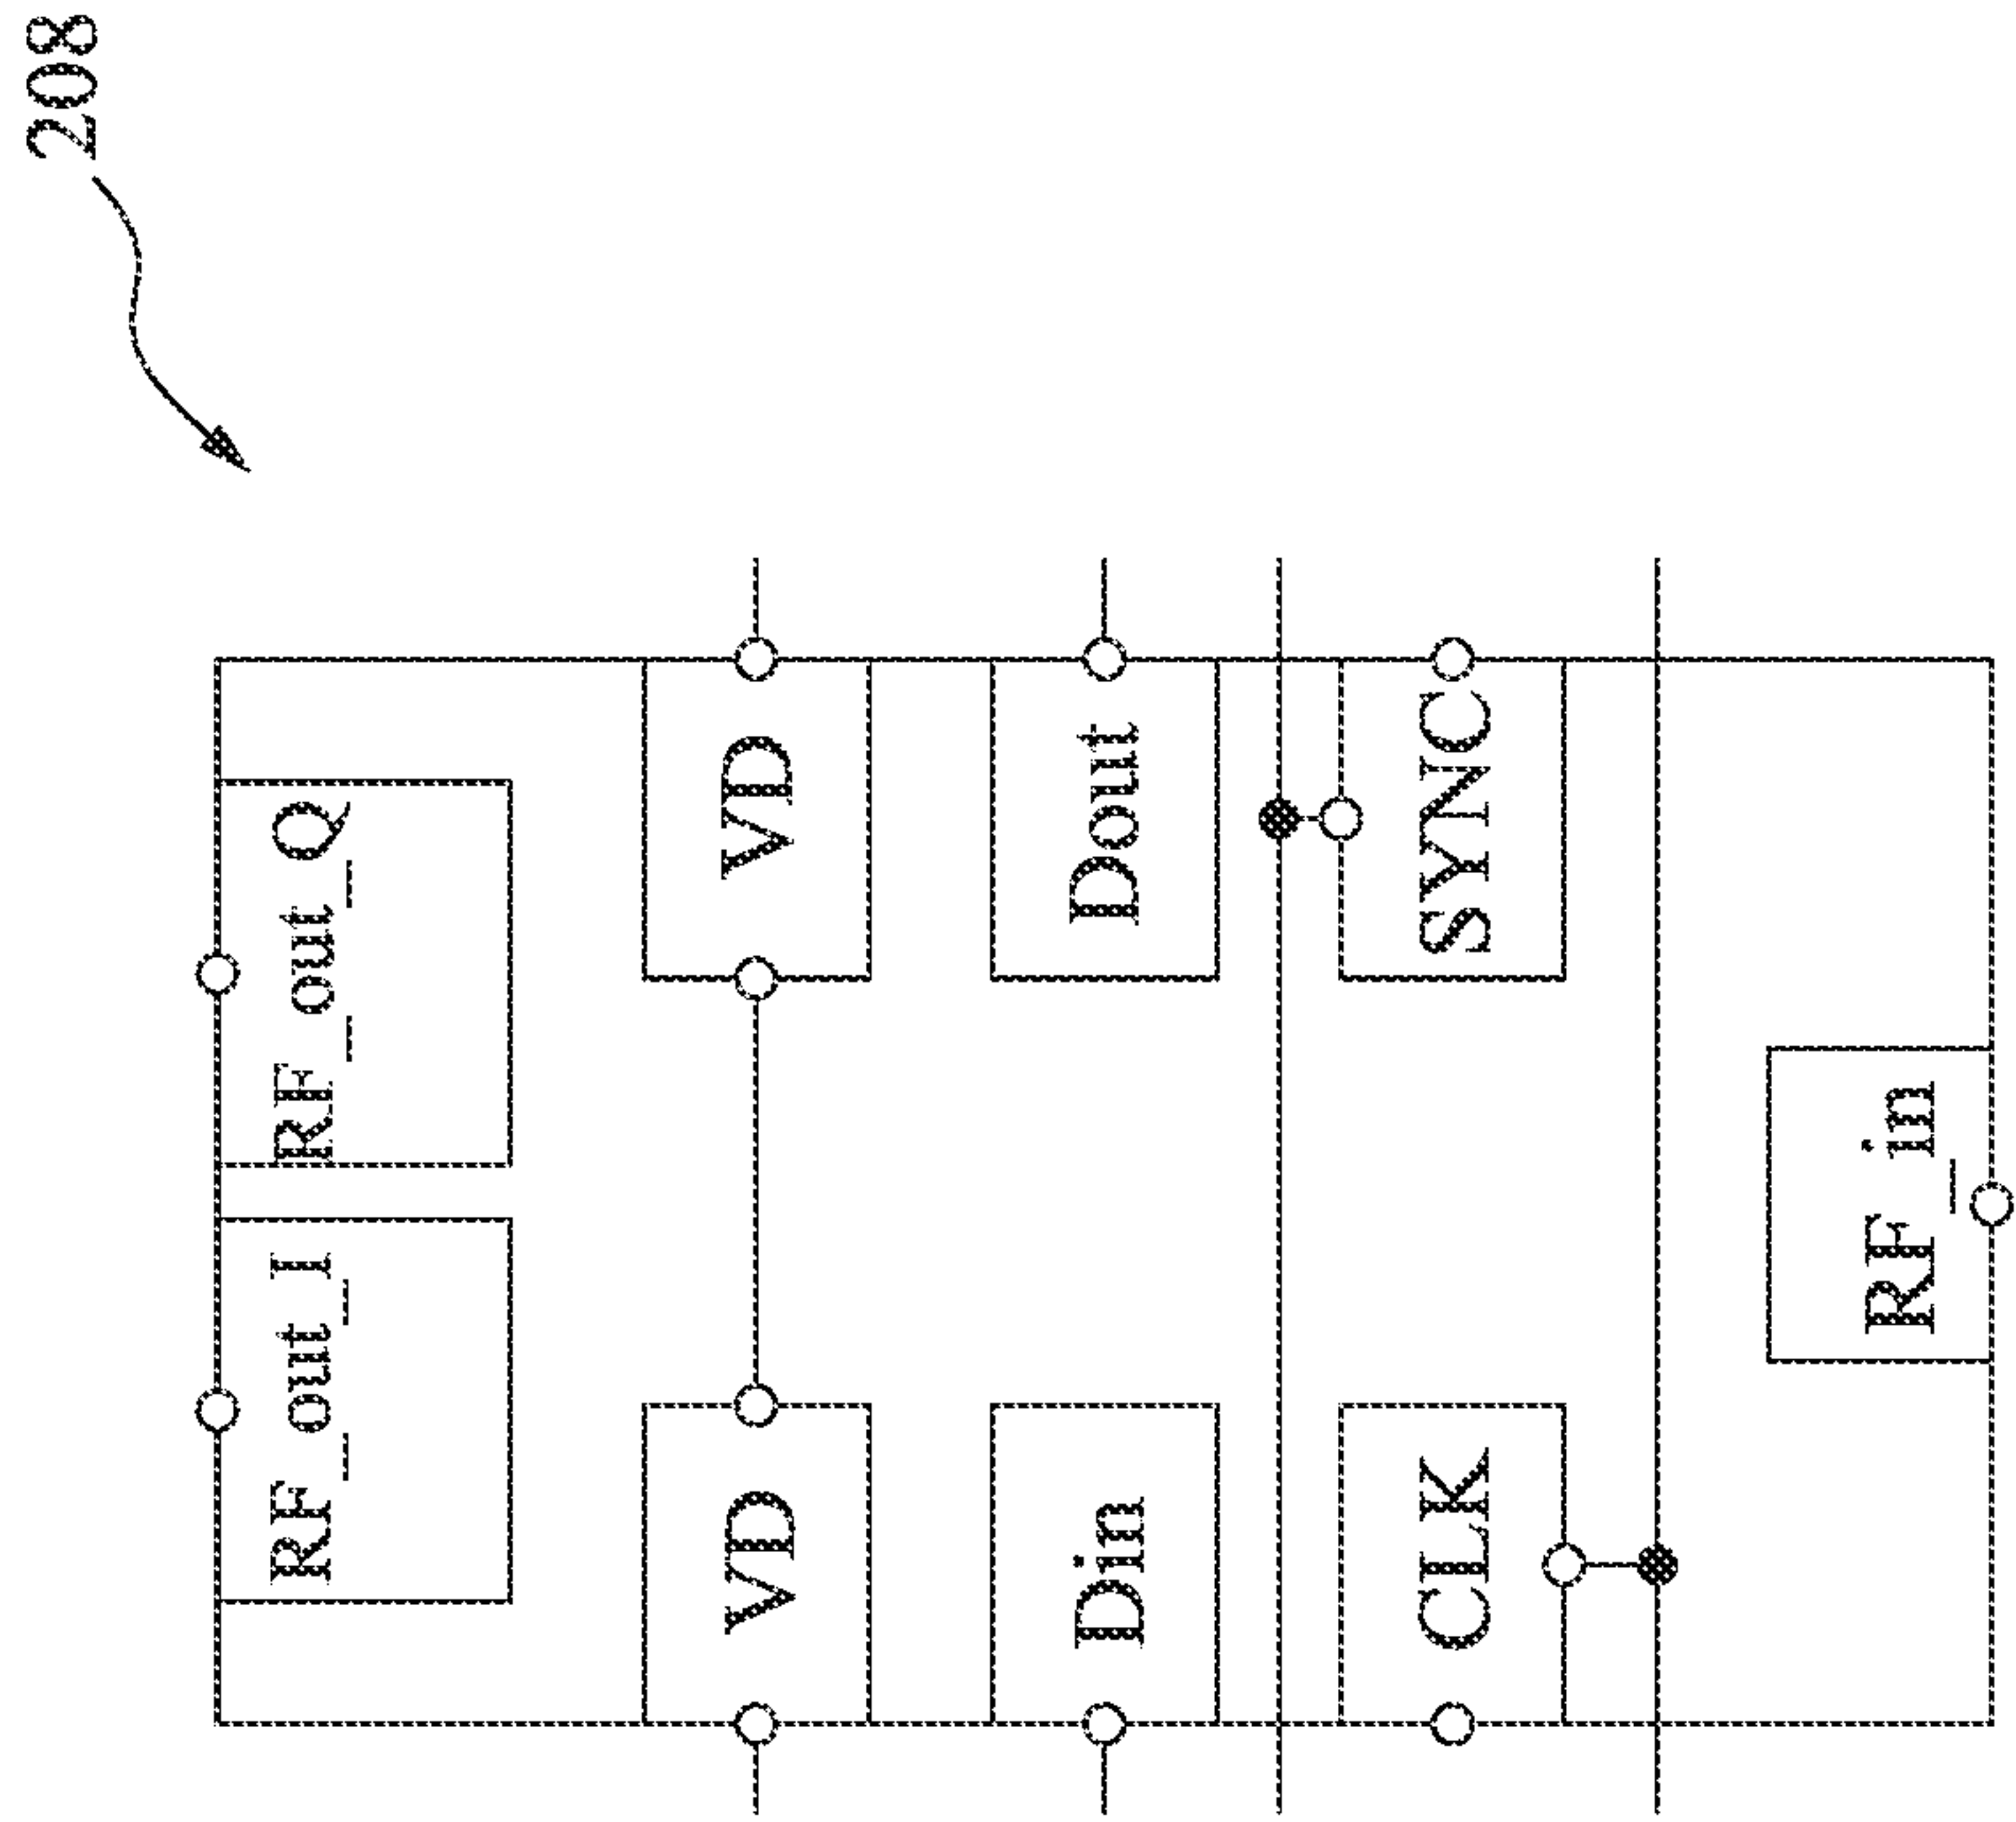 208
RF_out_I
RF_out_Q
VD
VD
Din
Dout
CLK
SYNC
RF_in